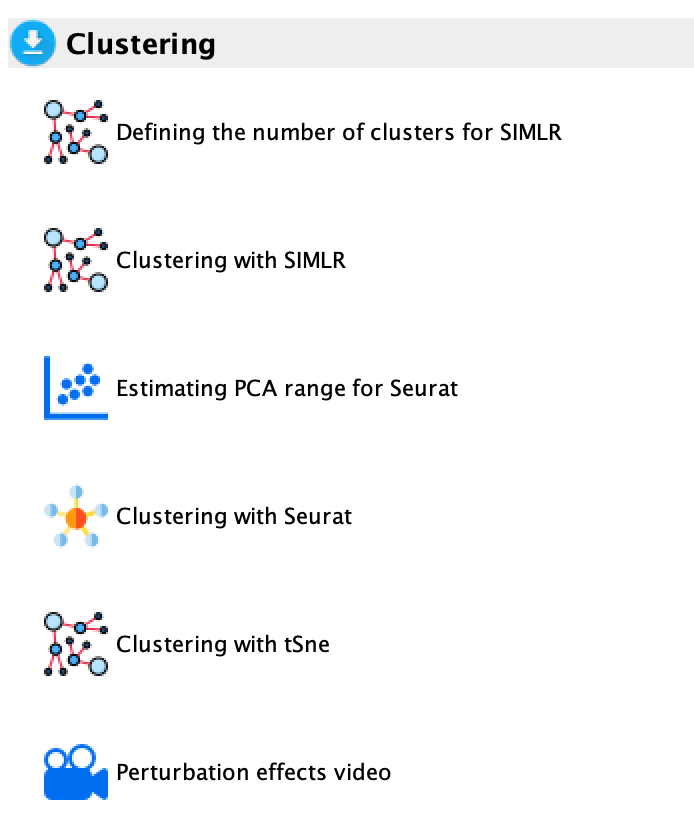 Clustering
Defining the number of clusters for SIMLR
Clustering with SIMLR
Estimating PCA range for Seurat
Clustering with Seurat
Clustering with tSne
Perturbation effects video